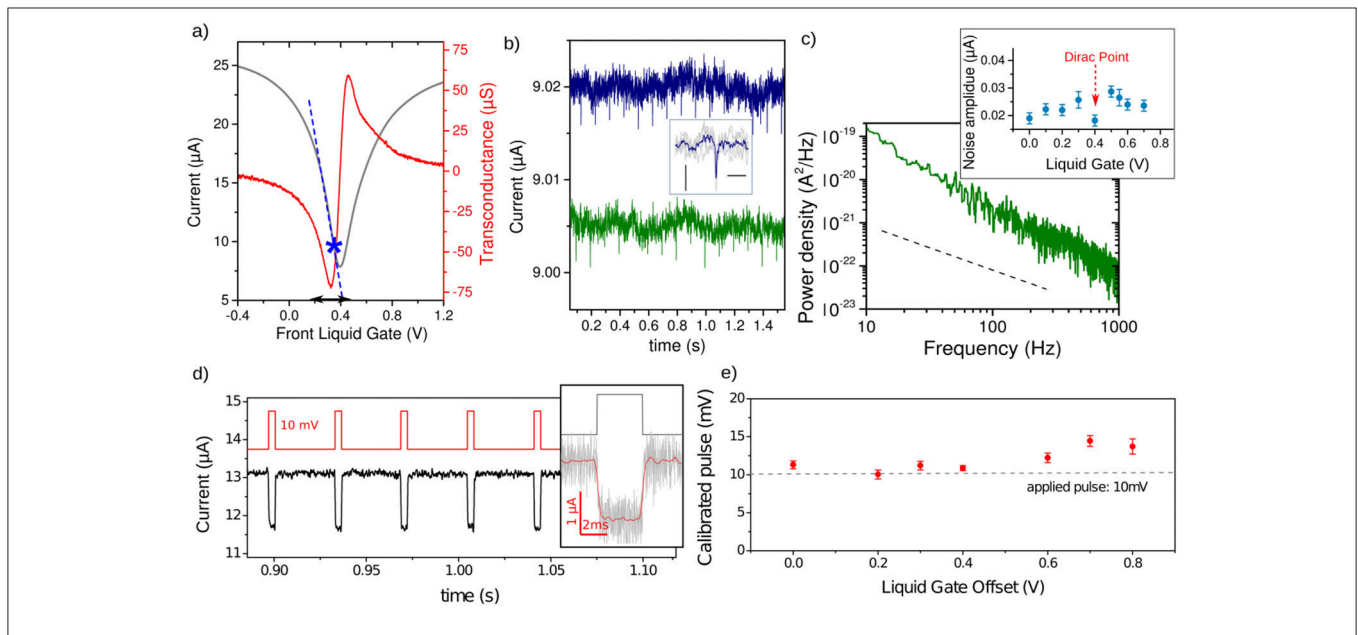 a)
25
20
15
10
5
Current (µA)
-0.4
0.0
0.4
0.8
1.2
Front Liquid Gate (V)
75
50
25
0
-25
-50
-75
Transconductance (µS)
*
b)
9.02
9.01
9.00
Current (µA)
0.2 0.4 0.6 0.8 1.0 1.2 1.4
time (s)
c)
Noise amplidue (µA)
0.04
0.02
Dirac Point
0.0 0.2 0.4 0.6 0.8
Liquid Gate (V)
Power density (A²/Hz)
10⁻¹⁹
10⁻²⁰
10⁻²¹
10⁻²²
10⁻²³
10
100
1000
Frequency (Hz)
d)
15
14
13
12
11
Current (µA)
10 mV
0.90
0.95
1.00
1.05
1.10
time (s)
1 µA
2ms
e)
20
15
10
5
0
Calibrated pulse (mV)
applied pulse: 10mV
0.0
0.2
0.4
0.6
0.8
Liquid Gate Offset (V)